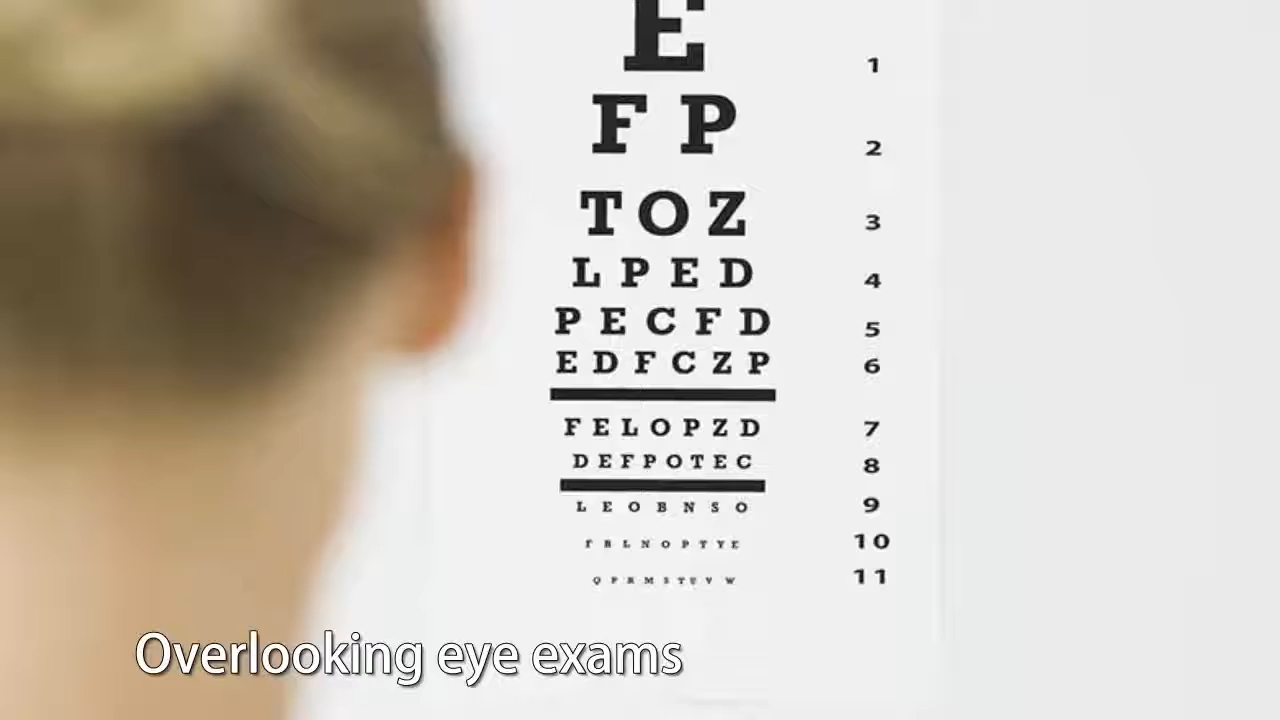 E 1
F P 2
T O Z 3
L P E D 4
P E C F D 5
E D F C Z P 6
F E L O P Z D 7
D E F P O T E C 8
L E O B N S O 9
10
11
Overlooking eye exams